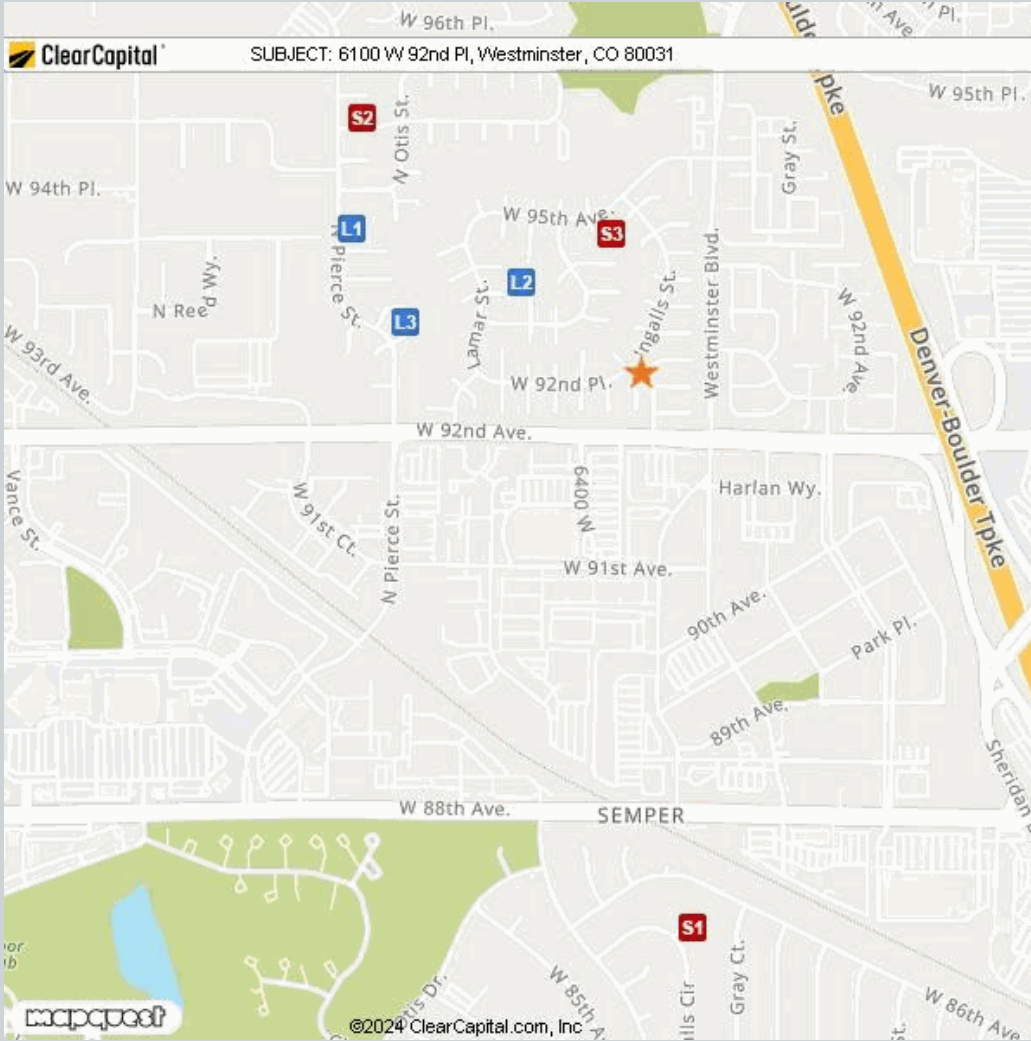 W 96th Pl.
Pl.
ClearCapital
SUBJECT: 6100 W 92nd Pl, Westminster, CO 80031
Tpke
W 95th Pl.
S2
N Otis St.
Gray St.
W 94th Pl.
W 95th Ave.
L1
S3
N Pierce St.
Westminster Blvd.
N Reed Wy.
L2
Lamar St.
Ingalls St.
W 92nd Ave.
L3
W 93rd Ave.
W 92nd Pl.
Denver-Boulder Tpke
W 92nd Ave.
Vance St.
W 91st Ct.
N Pierce St.
6400 W
Harlan Wy.
W 91st Ave.
90th Ave.
Park Pl.
89th Ave.
Sheridan
W 88th Ave.
SEMPER
S1
Gray Ct.
W 85th A
W 86th Ave.
mapquest
©2024 ClearCapital.com, Inc